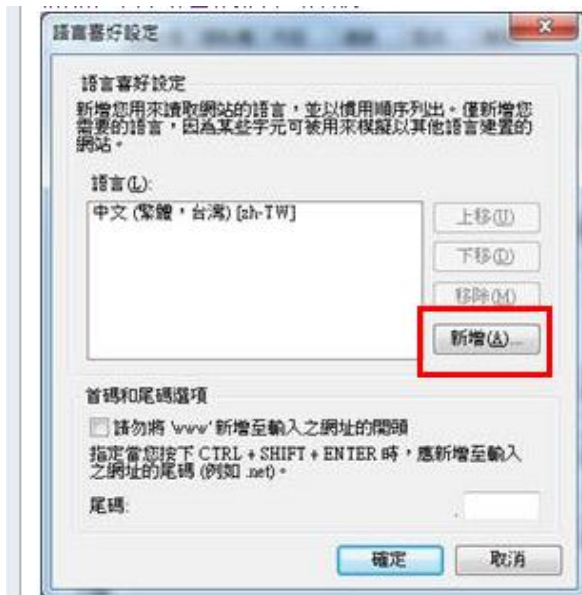 語言喜好設定
語言喜好設定
新增您用來讀取網站的語言，並以慣用順序列出。僅新增您
需要的語言，因為某些字元可被用來模擬以其他語言建置的
網站。
語言(L):
中文 (繁體，台灣) [zh-TW]
上移(U)
下移(D)
移除(M)
新增(A)...
首碼和尾碼選項
請勿將 'www' 新增至輸入之網址的開頭
指定當您按下 CTRL + SHIFT + ENTER 時，應新增至輸入
之網址的尾碼 (例如 .net)。
尾碼:
.
確定
取消